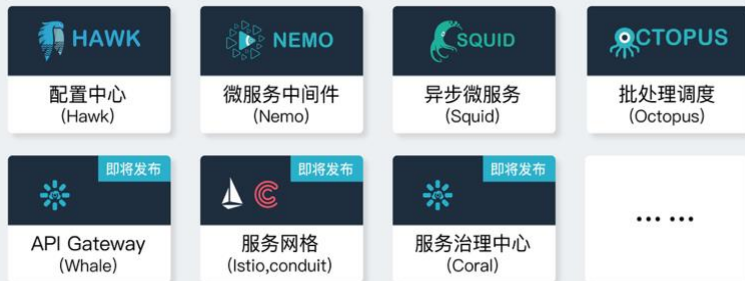 HAWK
配置中心
(Hawk)
NEMO
微服务中间件
(Nemo)
SQUID
异步微服务
(Squid)
OCTOPUS
批处理调度
(Octopus)
即将发布
API Gateway
(Whale)
即将发布
服务网格
(Istio,conduit)
即将发布
服务治理中心
(Coral)
... ...